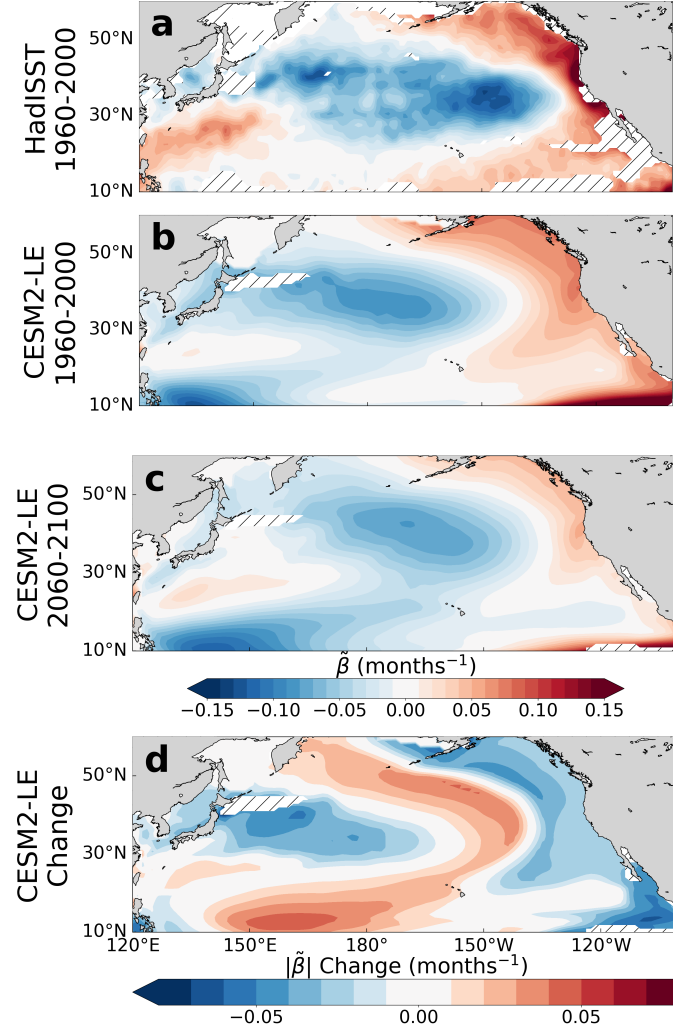 HadISST
1960-2000
a
50°N
30°N
10°N
CESM2-LE
1960-2000
b
50°N
30°N
10°N
CESM2-LE
2060-2100
c
50°N
30°N
10°N
β̃ (months⁻¹)
−0.15 −0.10 −0.05 0.00 0.05 0.10 0.15
CESM2-LE
Change
d
50°N
30°N
10°N
120°E 150°E 180° 150°W 120°W
|β̃| Change (months⁻¹)
−0.05 0.00 0.05